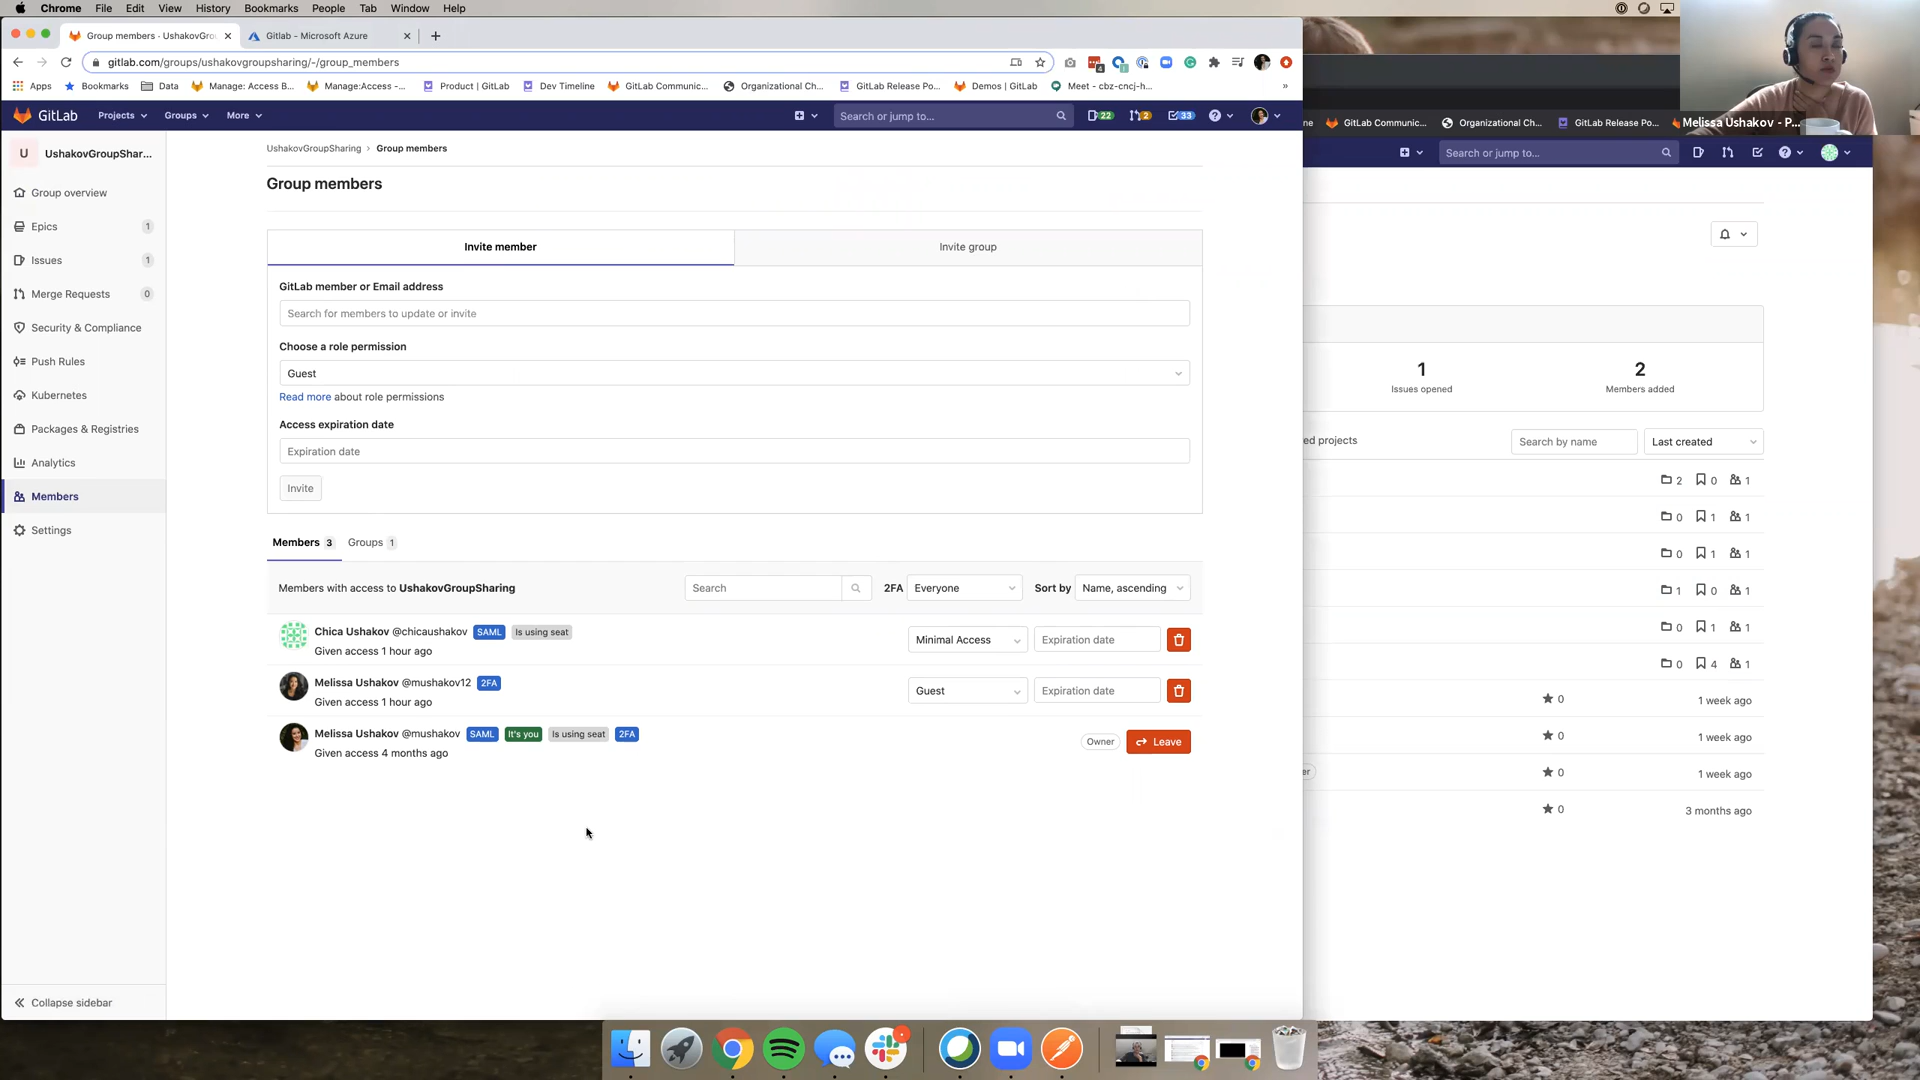 Chrome File Edit View History Bookmarks People Tab Window Help
Group members · UshakovGro
Gitlab - Microsoft Azure
gitlab.com/groups/ushakovgroupsharing/-/group_members
Apps Bookmarks Data Manage: Access B... Manage:Access -... Product | GitLab Dev Timeline GitLab Communic... Organizational Ch... GitLab Release Po... Demos | GitLab Meet - cbz-cncj-h... »
GitLab Projects Groups More Search or jump to... 22 2 33
U UshakovGroupShar...
Group overview
Epics 1
Issues 1
Merge Requests 0
Security & Compliance
Push Rules
Kubernetes
Packages & Registries
Analytics
Members
Settings
Collapse sidebar
UshakovGroupSharing › Group members
Group members
Invite member Invite group
GitLab member or Email address
Search for members to update or invite
Choose a role permission
Guest
Read more about role permissions
Access expiration date
Expiration date
Invite
Members 3 Groups 1
Members with access to UshakovGroupSharing Search 2FA Everyone Sort by Name, ascending
Chica Ushakov @chicaushakov SAML Is using seat
Given access 1 hour ago
Minimal Access Expiration date
Melissa Ushakov @mushakov12 2FA
Given access 1 hour ago
Guest Expiration date
Melissa Ushakov @mushakov SAML It's you Is using seat 2FA
Given access 4 months ago
Owner Leave
Melissa Ushakov - P...
ne GitLab Communic... Organizational Ch... GitLab Release Po...
Search or jump to...
1 2
Issues opened Members added
ed projects Search by name Last created
2 0 1
0 1 1
0 1 1
1 0 1
0 1 1
0 4 1
0 1 week ago
0 1 week ago
er 0 1 week ago
0 3 months ago